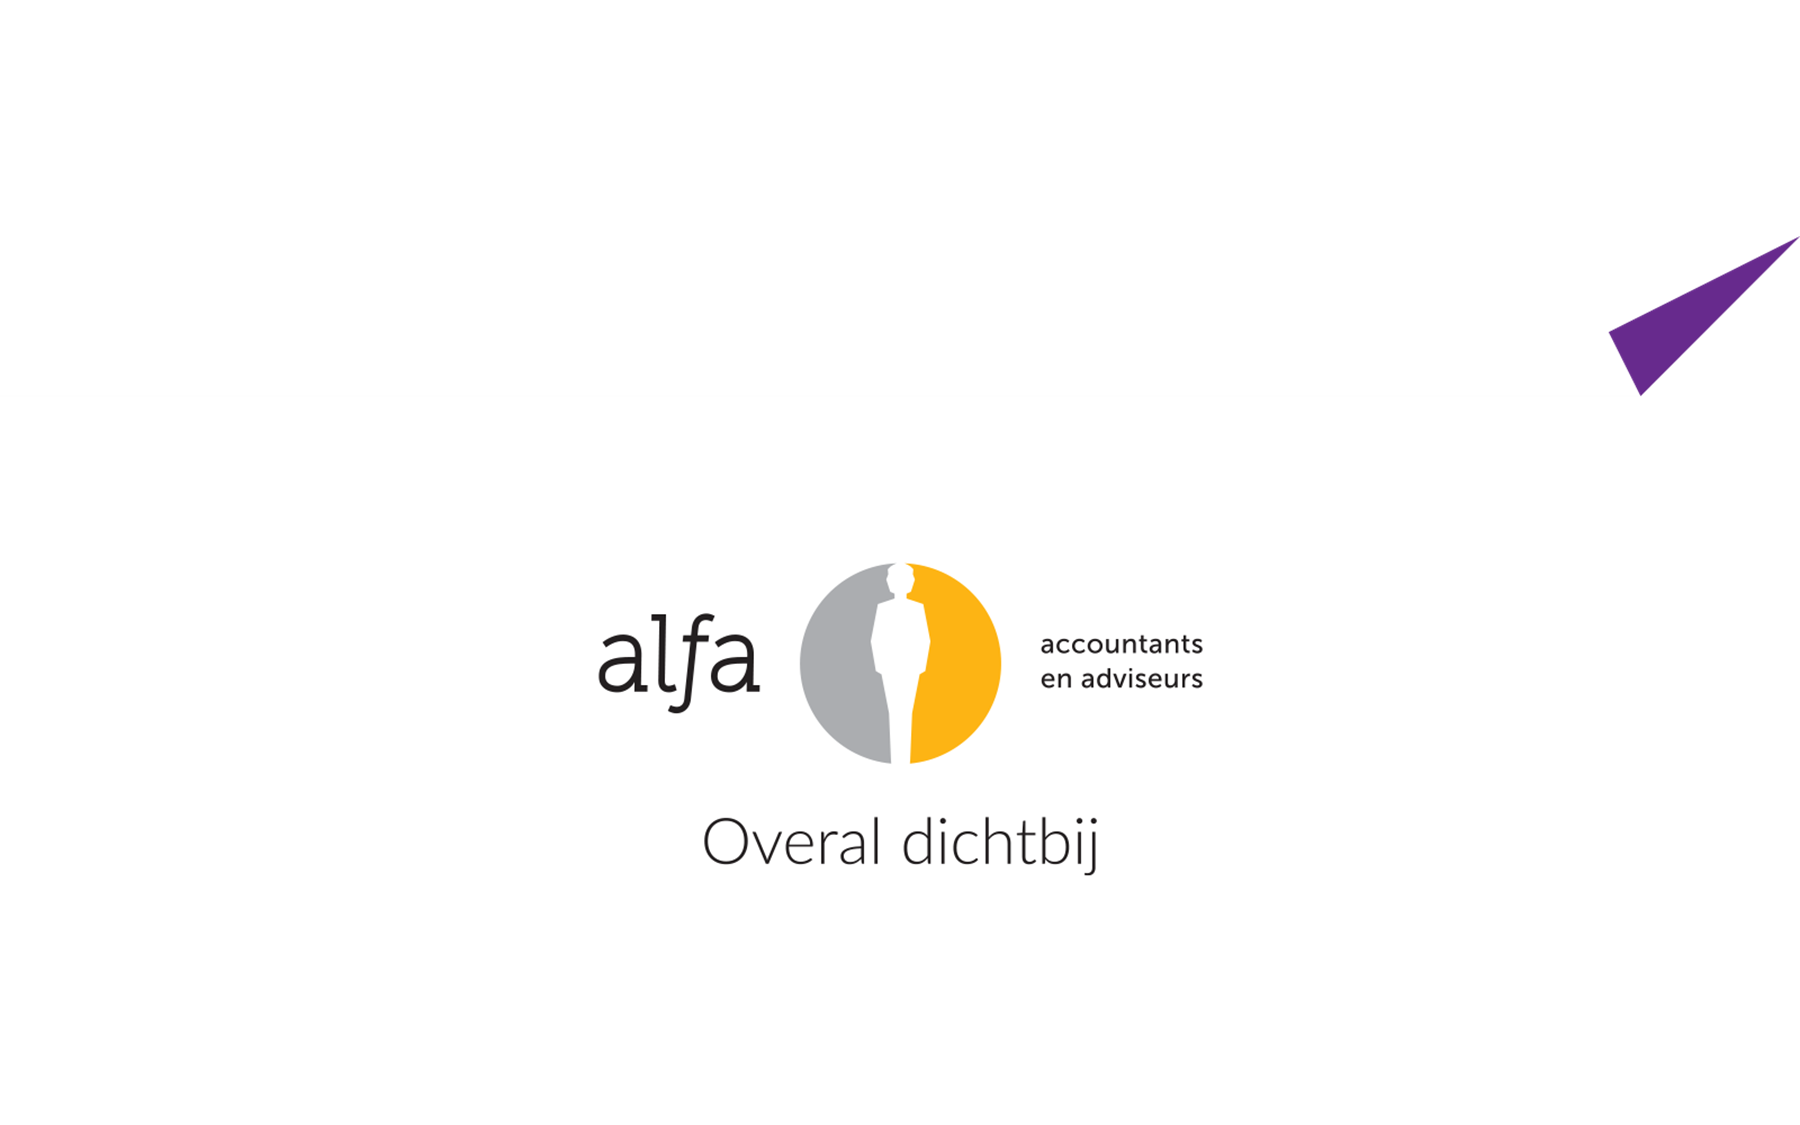 alfa
accountants
en adviseurs
Overal dichtbij